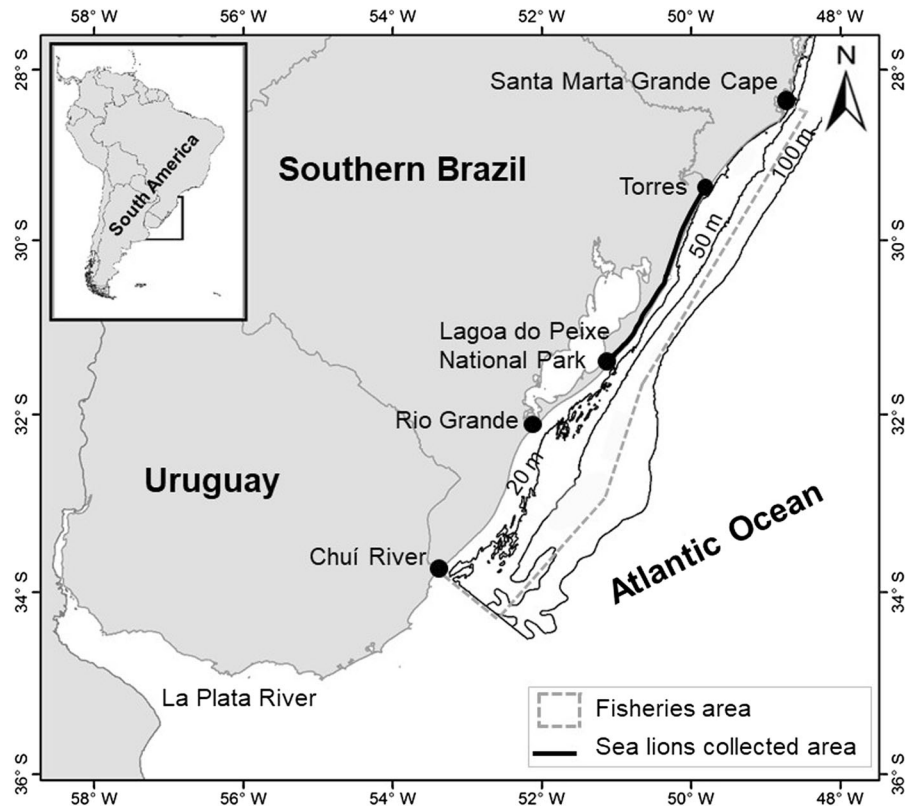 58° W
56° W
54° W
52° W
50° W
48° W
28° S
28° S
N
Santa Marta Grande Cape
100 m
South America
Southern Brazil
Torres
50 m
30° S
30° S
Lagoa do Peixe
National Park
32° S
32° S
Rio Grande
20 m
Uruguay
Atlantic Ocean
Chuí River
34° S
34° S
La Plata River
Fisheries area
Sea lions collected area
36° S
36° S
58° W
56° W
54° W
52° W
50° W
48° W